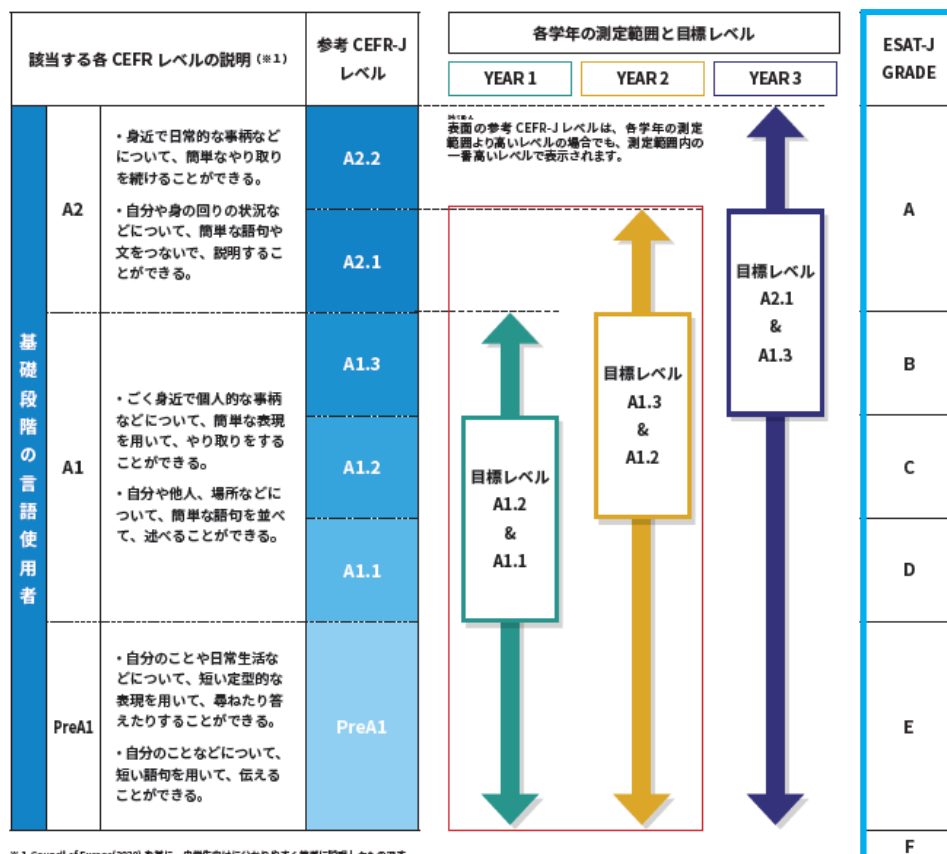 該当する各 CEFR レベルの説明 (※1)
参考 CEFR-J
レベル
各学年の測定範囲と目標レベル
YEAR 1
YEAR 2
YEAR 3
ESAT-J
GRADE
基礎段階の言語使用者
A2
・身近で日常的な事柄など
について、簡単なやり取り
を続けることができる。
・自分や身の回りの状況な
どについて、簡単な語句や
文をつないで、説明するこ
とができる。
A2.2
A2.1
表面の参考 CEFR-J レベルは、各学年の測定
範囲より高いレベルの場合でも、測定範囲内の
一番高いレベルで表示されます。
A
A1
・ごく身近で個人的な事柄
などについて、簡単な表現
を用いて、やり取りをする
ことができる。
・自分や他人、場所などに
ついて、簡単な語句を並べ
て、述べることができる。
A1.3
A1.2
A1.1
目標レベル
A1.2
&
A1.1
目標レベル
A1.3
&
A1.2
目標レベル
A2.1
&
A1.3
B
C
D
PreA1
・自分のことや日常生活な
どについて、短い定型的な
表現を用いて、尋ねたり答
えたりすることができる。
・自分のことなどについて、
短い語句を用いて、伝える
ことができる。
PreA1
E
F